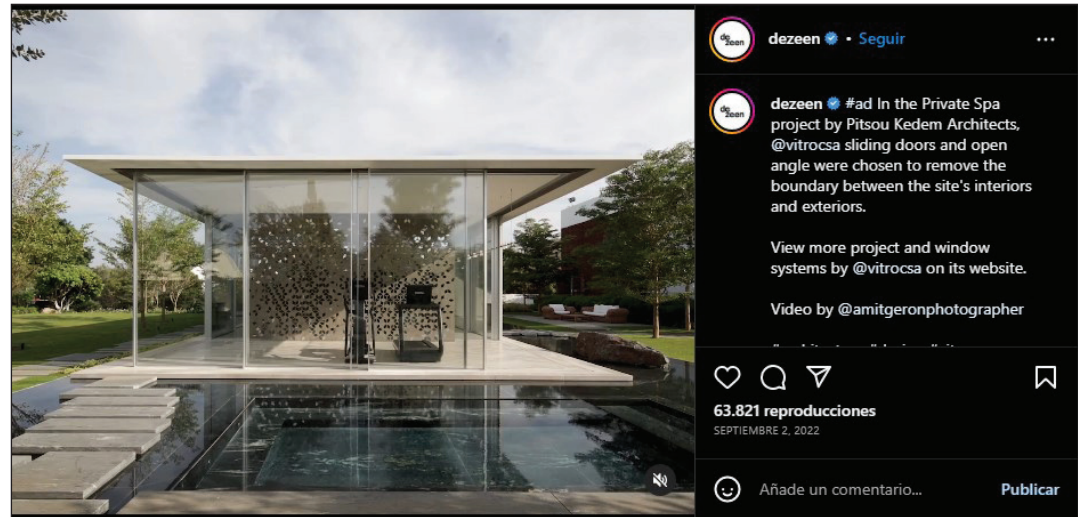 dezeen
dezeen • Seguir
...
dezeen
dezeen #ad In the Private Spa
project by Pitsou Kedem Architects,
@vitrocsa sliding doors and open
angle were chosen to remove the
boundary between the site's interiors
and exteriors.
View more project and window
systems by @vitrocsa on its website.
Video by @amitgeronphotographer
63.821 reproducciones
SEPTIEMBRE 2, 2022
Añade un comentario...
Publicar